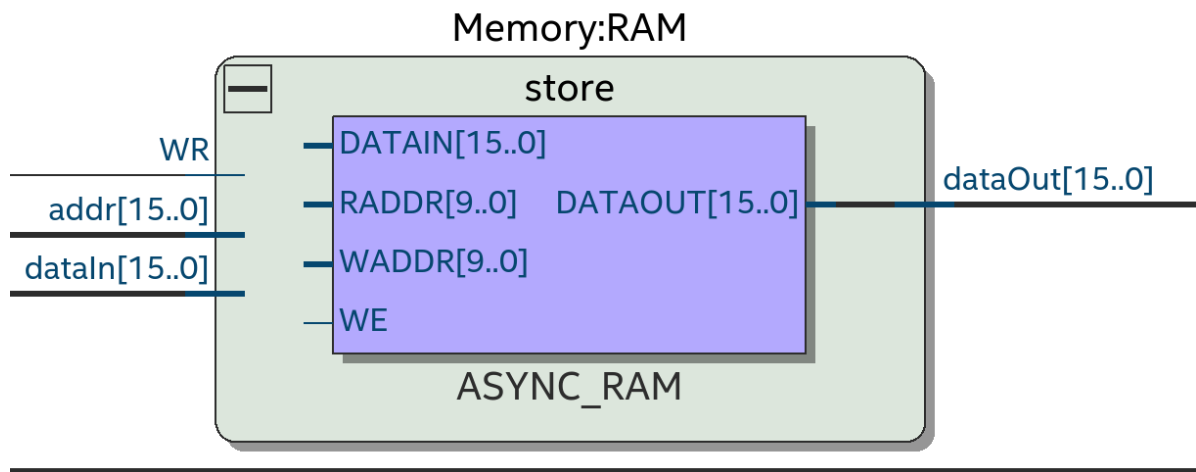 Memory:RAM
store
WR
addr[15..0]
dataIn[15..0]
DATAIN[15..0]
RADDR[9..0]
WADDR[9..0]
WE
DATAOUT[15..0]
dataOut[15..0]
ASYNC_RAM